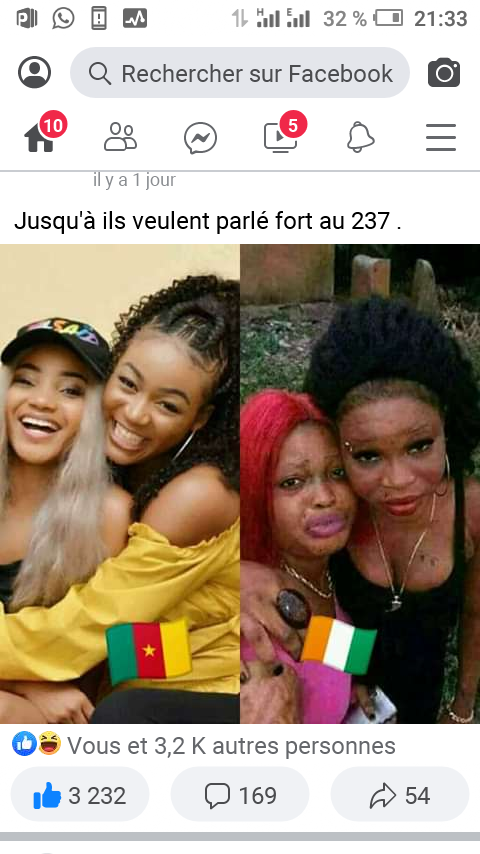 H E 32 % 21:33
Rechercher sur Facebook
10 5
il y a 1 jour
Jusqu'à ils veulent parlé fort au 237 .
Vous et 3,2 K autres personnes
3 232 169 54